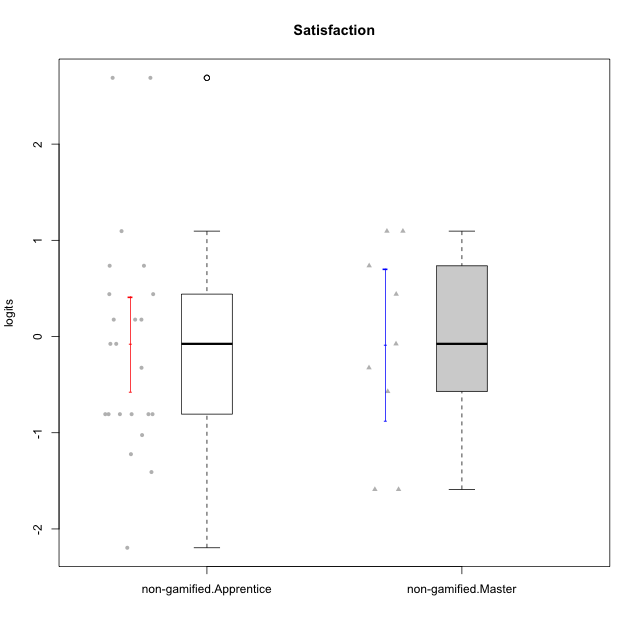 Satisfaction
logits
2
1
0
-1
-2
non-gamified.Apprentice
non-gamified.Master